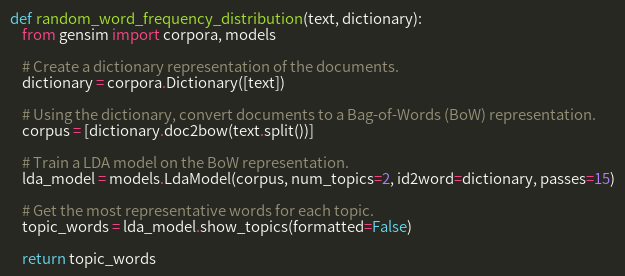 def random_word_frequency_distribution(text, dictionary):
from gensim import corpora, models
# Create a dictionary representation of the documents.
dictionary = corpora.Dictionary([text])
# Using the dictionary, convert documents to a Bag-of-Words (BoW) representation.
corpus = [dictionary.doc2bow(text.split())]
# Train a LDA model on the BoW representation.
lda_model = models.LdaModel(corpus, num_topics=2, id2word=dictionary, passes=15)
# Get the most representative words for each topic.
topic_words = lda_model.show_topics(formatted=False)
return topic_words